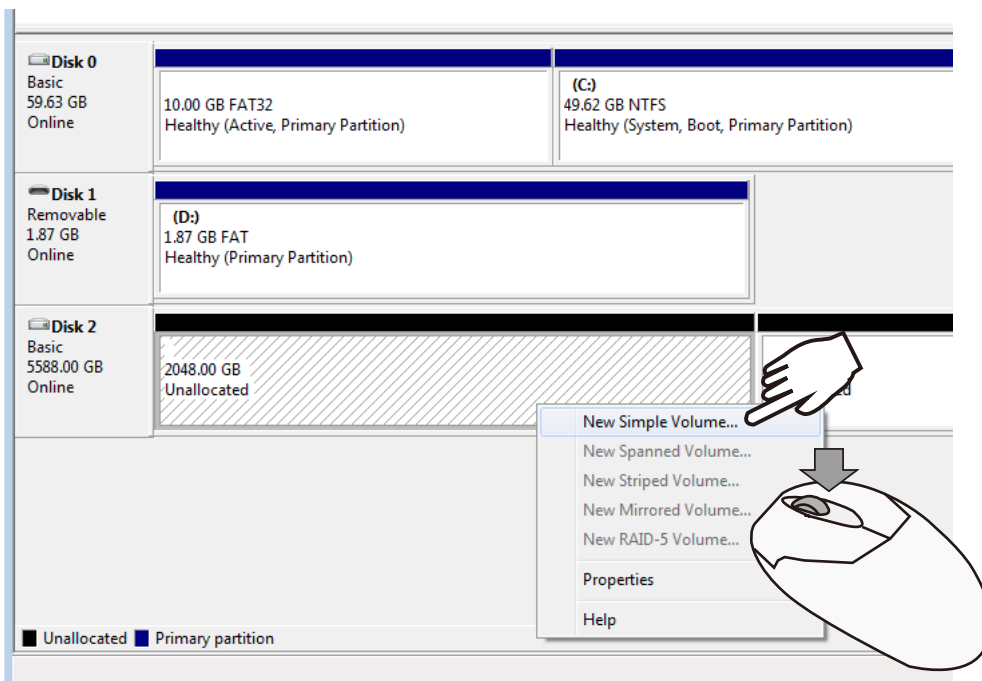 Disk 0
Basic
59.63 GB
Online
10.00 GB FAT32
Healthy (Active, Primary Partition)
(C:)
49.62 GB NTFS
Healthy (System, Boot, Primary Partition)
Disk 1
Removable
1.87 GB
Online
(D:)
1.87 GB FAT
Healthy (Primary Partition)
Disk 2
Basic
5588.00 GB
Online
2048.00 GB
Unallocated
New Simple Volume...
New Spanned Volume...
New Striped Volume...
New Mirrored Volume...
New RAID-5 Volume...
Properties
Help
Unallocated Primary partition